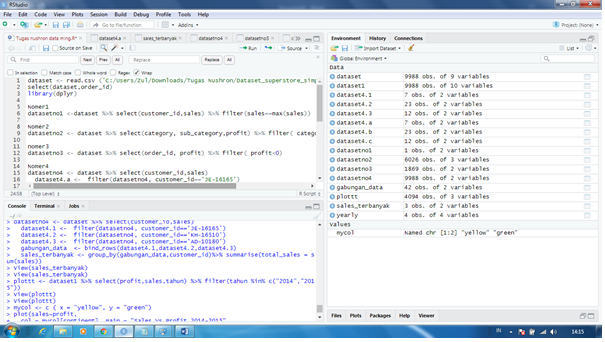 RStudio
File Edit Code View Plots Session Build Debug Profile Tools Help
Go to file/function
Addins
Project: (None)
Tugas nushron data ming.R*
dataset4.a
sales_terbanyak
datasetno4
datasetno3
Source on Save
Run
Source
Find
Next
Prev
All
Replace
Replace
All
In selection
Match case
Whole word
Regex
Wrap
1 dataset <- read.csv ("C:/Users/Zul/Downloads/Tugas Nushron/Dataset_superstore_sim
2 select(dataset,order_id)
3 library(dplyr)
4
5 Nomer1
6 datasetno1 <-dataset %>% select(customer_id,sales) %>% filter(sales==max(sales))
7
8 Nomer2
9 datasetno2 <- dataset %>% select(category, sub_category,profit) %>% filter( categor
10
11 nomer3
12 datasetno3 <- dataset %>% select(order_id, profit) %>% filter( profit<0)
13
14 Nomer4
15 datasetno4 <- dataset %>% select(customer_id,sales)
16 dataset4.a <- filter(datasetno4, customer_id=="JE-16165")
17
24:58
(Top Level)
R Script
Console
Terminal
Jobs
~/
> datasetno4 <- dataset %>% select(customer_id,sales)
> dataset4.1 <- filter(datasetno4, customer_id=='JE-16165')
> dataset4.2 <- filter(datasetno4, customer_id=='KM-16510')
> dataset4.3 <- filter(datasetno4, customer_id=='AD-10180')
> gabungan_data <- bind_rows(dataset4.1,dataset4.2,dataset4.3)
> sales_terbanyak <- group_by(gabungan_data,customer_id)%>% summarise(total_sales = sum(sales))
> View(sales_terbanyak)
> View(sales_terbanyak)
> plottt <- dataset1 %>% select(profit,sales,tahun) %>% filter(tahun %in% c("2014","2015"))
> View(plottt)
> View(plottt)
> mycol <- c ( x = "yellow", y = "green")
> plot(sales~profit,
Environment
History
Connections
Import Dataset
List
Global Environment
Data
dataset 9988 obs. of 9 variables
dataset1 9988 obs. of 10 variables
dataset4.1 7 obs. of 2 variables
dataset4.2 23 obs. of 2 variables
dataset4.3 12 obs. of 2 variables
dataset4.a 7 obs. of 2 variables
dataset4.b 23 obs. of 2 variables
dataset4.c 12 obs. of 2 variables
datasetno1 1 obs. of 2 variables
datasetno2 6026 obs. of 3 variables
datasetno3 1869 obs. of 2 variables
datasetno4 9988 obs. of 2 variables
gabungan_data 42 obs. of 2 variables
plottt 4094 obs. of 3 variables
sales_terbanyak 3 obs. of 2 variables
yearly 4 obs. of 4 variables
Values
mycol Named chr [1:2] "yellow" "green"
Files
Plots
Packages
Help
Viewer
IN
14:15